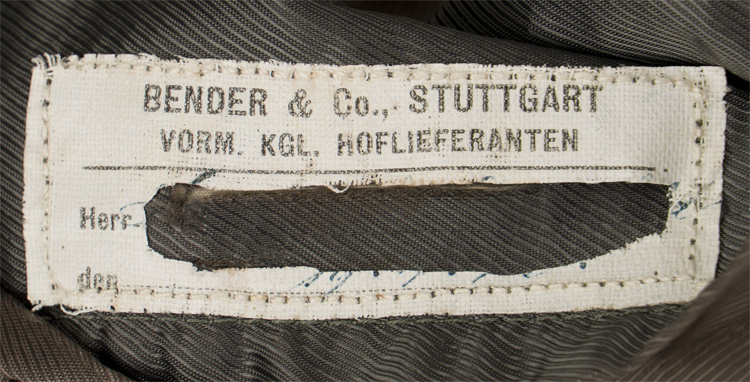 BENDER & Co., STUTTGART
VORM. KGL. HOFLIEFERANTEN
Herr
den